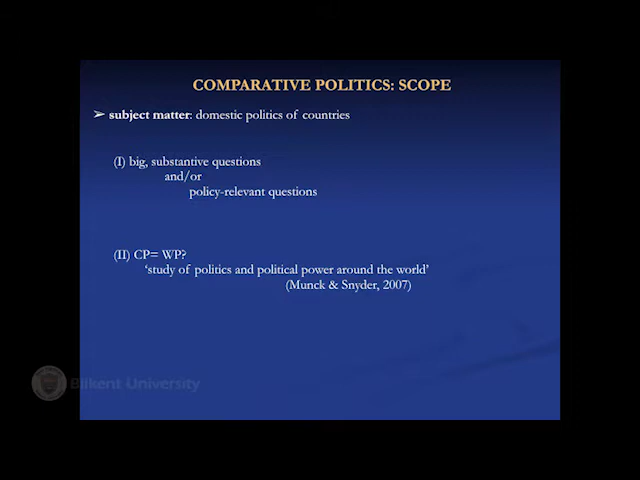 COMPARATIVE POLITICS: SCOPE
➢ subject matter: domestic politics of countries
(I) big, substantive questions
and/or
policy-relevant questions
(II) CP= WP?
‘study of politics and political power around the world’
(Munck & Snyder, 2007)
Bilkent University